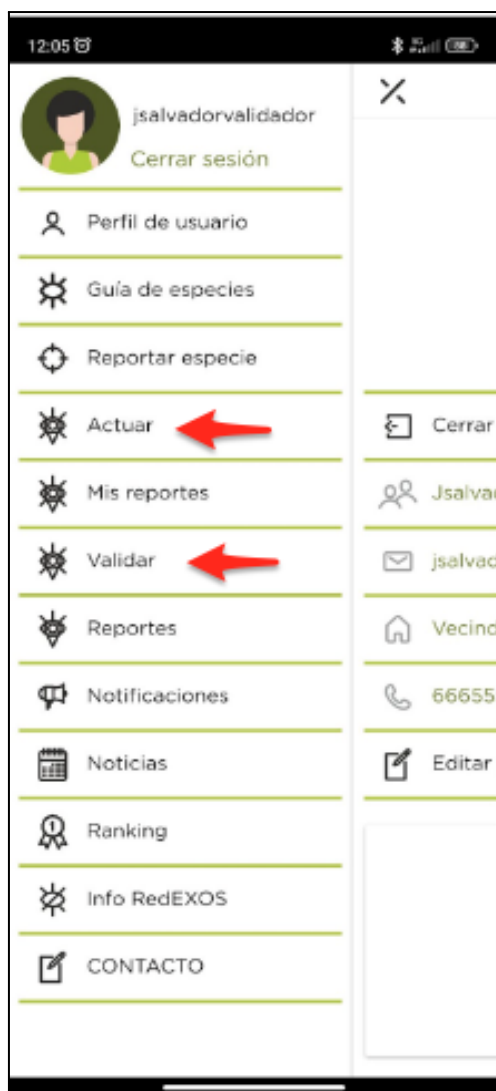 12:05
jsalvadorvalidador
Cerrar sesión
Perfil de usuario
Guía de especies
Reportar especie
Actuar
Mis reportes
Validar
Reportes
Notificaciones
Noticias
Ranking
Info RedEXOS
CONTACTO
Cerrar
Jsalvad
jsalvad
Vecind
66655
Editar